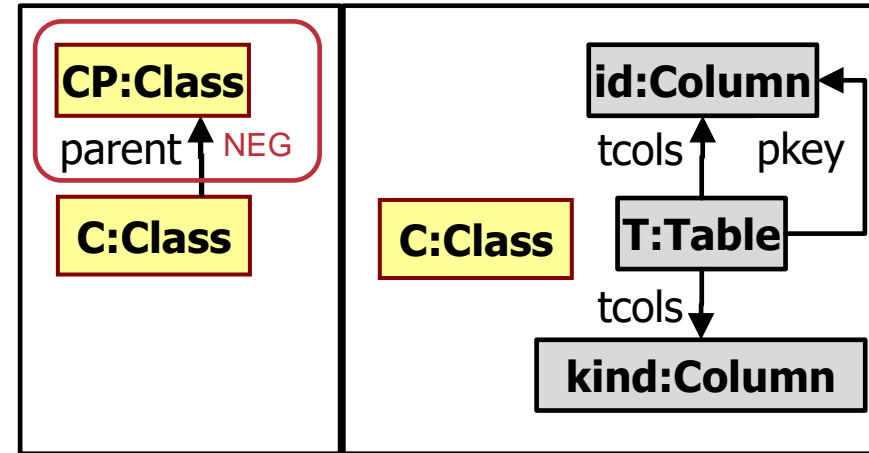 CP:Class
parent NEG
C:Class
C:Class
id:Column
tcols pkey
T:Table
tcols
kind:Column